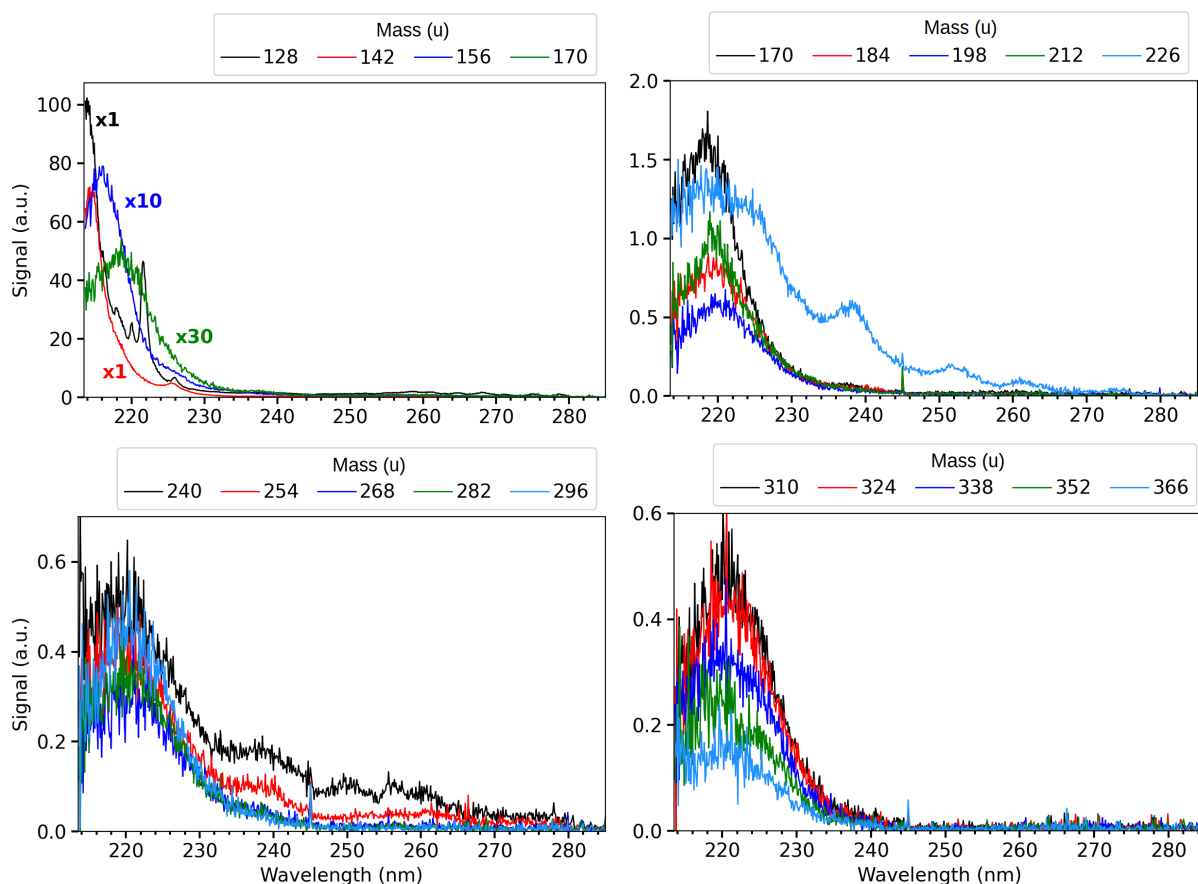 Mass (u)
128 142 156 170
Signal (a.u.)
100
80
60
40
20
0
x1
x10
x30
x1
220 230 240 250 260 270 280
Mass (u)
170 184 198 212 226
2.0
1.5
1.0
0.5
0.0
220 230 240 250 260 270 280
Mass (u)
240 254 268 282 296
Signal (a.u.)
0.6
0.4
0.2
0.0
220 230 240 250 260 270 280
Wavelength (nm)
Mass (u)
310 324 338 352 366
0.6
0.4
0.2
0.0
220 230 240 250 260 270 280
Wavelength (nm)